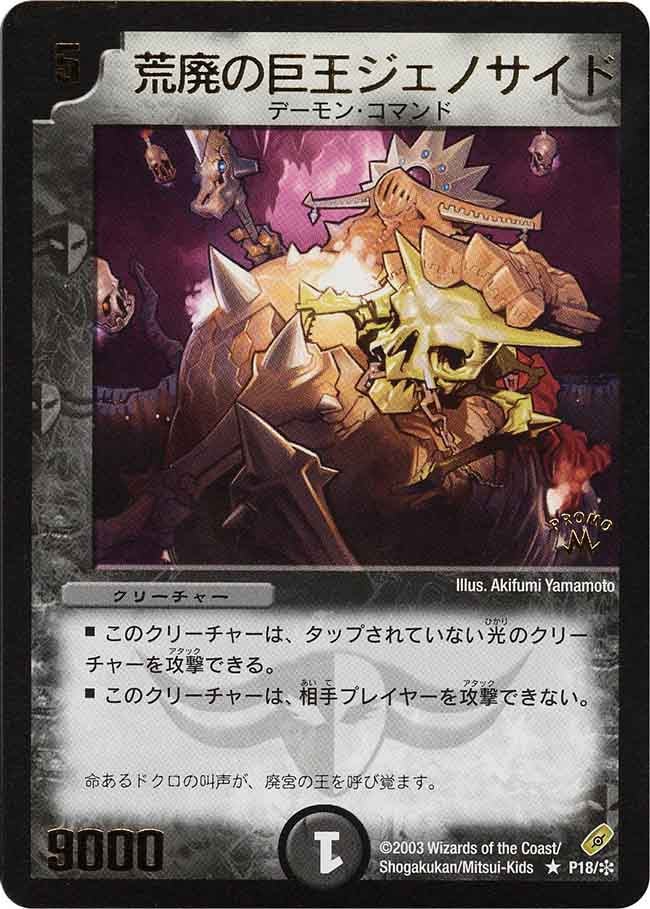 5
荒廃の巨王ジェノサイド
デーモン・コマンド
PROMO
Illus. Akifumi Yamamoto
クリーチャー
■ このクリーチャーは、タップされていない光のクリー
チャーを攻撃できる。
■ このクリーチャーは、相手プレイヤーを攻撃できない。
命あるドクロの叫声が、廃宮の王を呼び覚ます。
9000
1
©2003 Wizards of the Coast/
Shogakukan/Mitsui-Kids ★ P18/✻